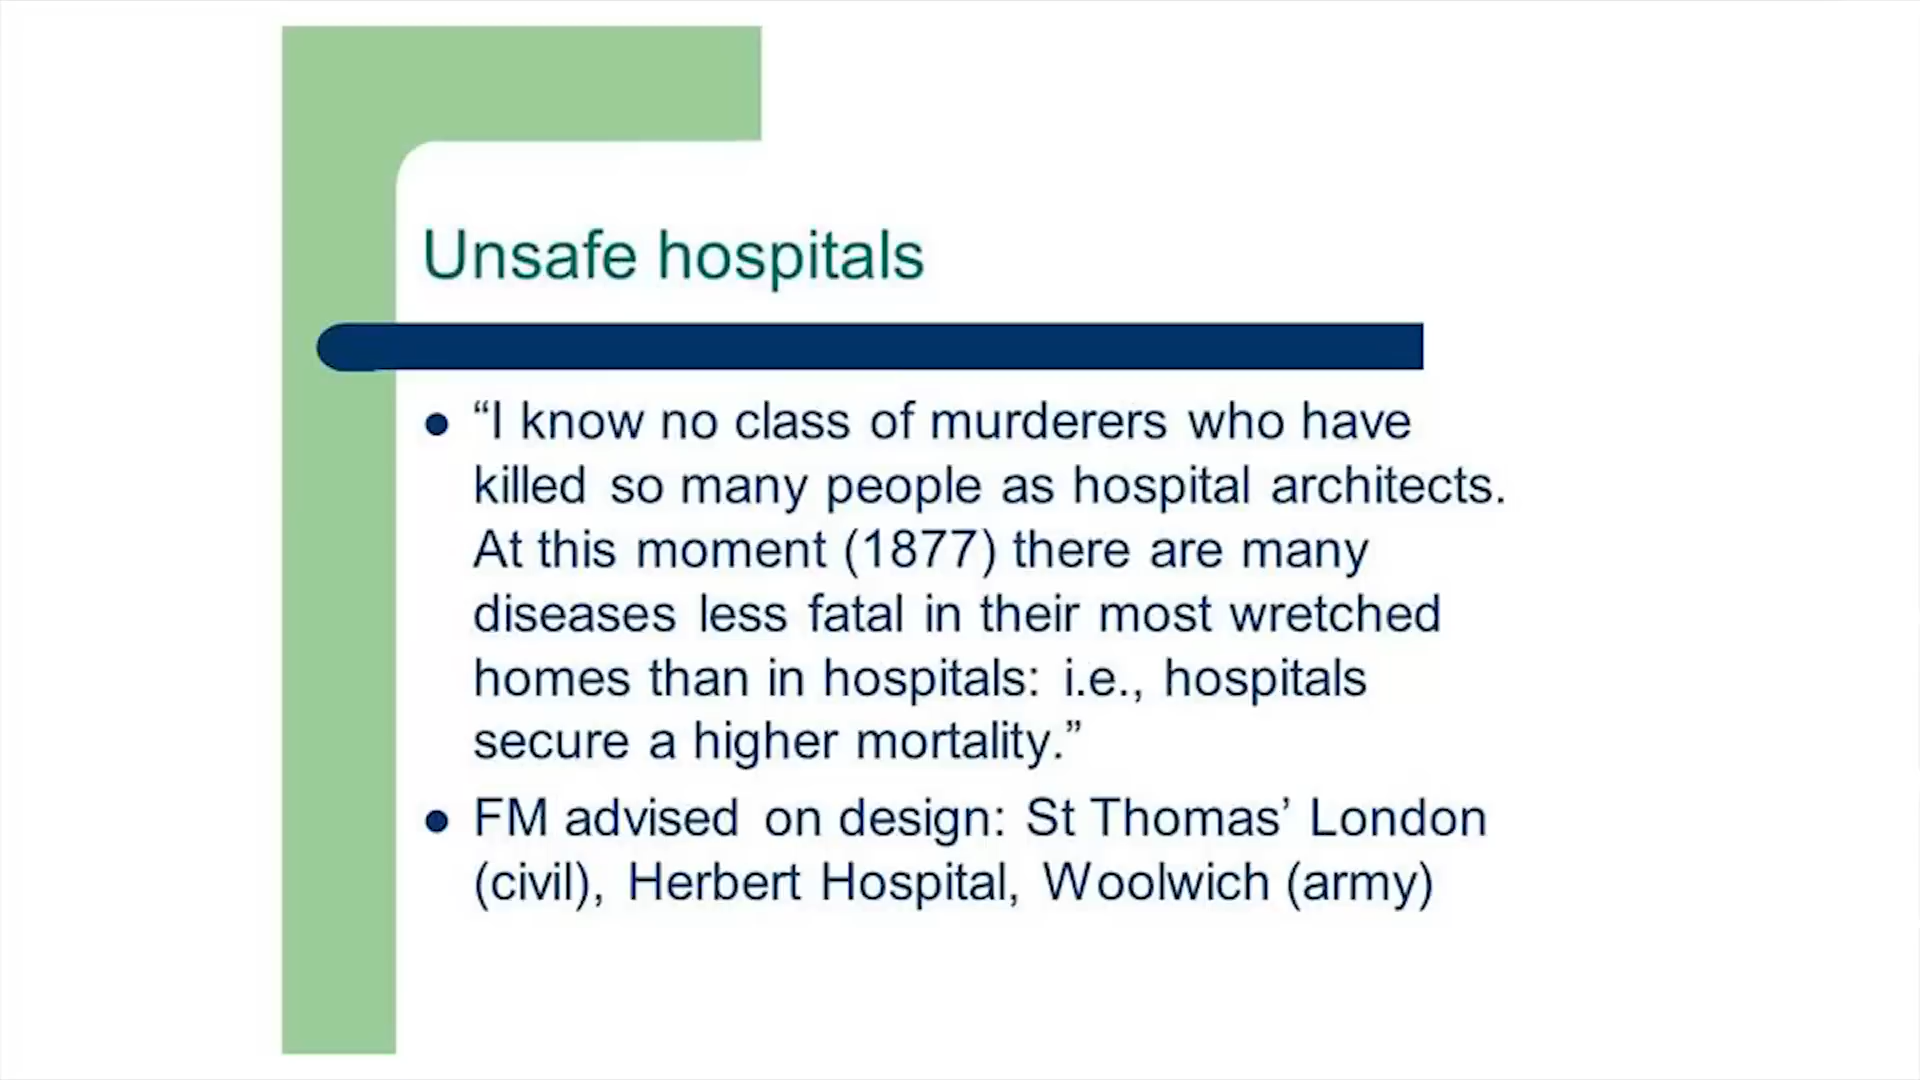 Unsafe hospitals
● “I know no class of murderers who have
killed so many people as hospital architects.
At this moment (1877) there are many
diseases less fatal in their most wretched
homes than in hospitals: i.e., hospitals
secure a higher mortality.”
● FM advised on design: St Thomas’ London
(civil), Herbert Hospital, Woolwich (army)